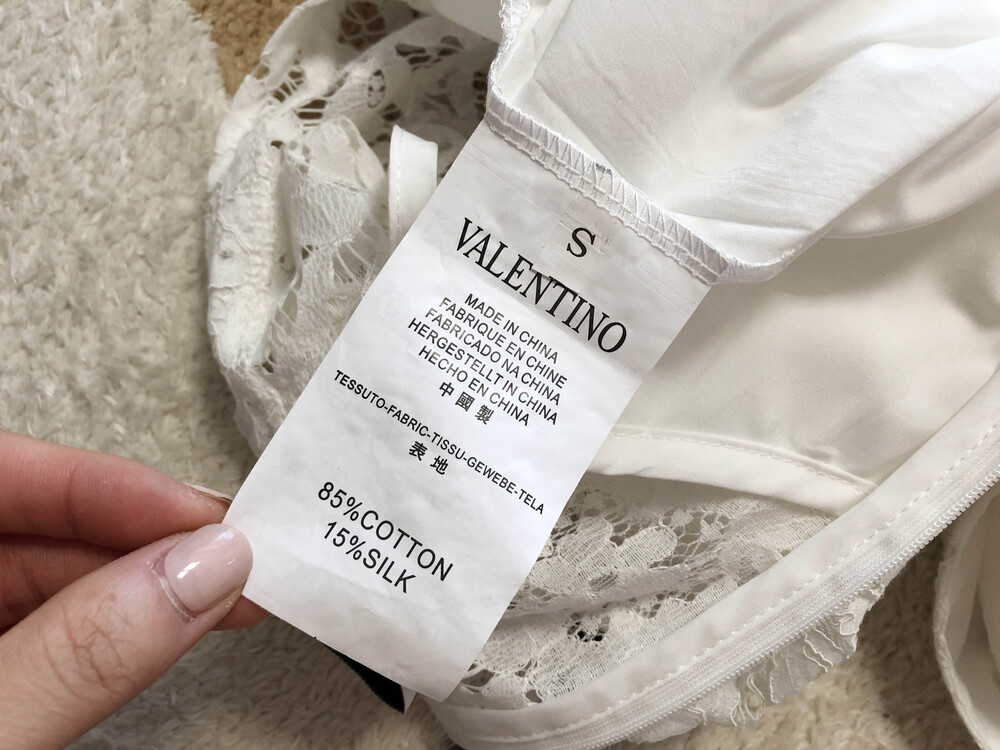 S
VALENTINO
MADE IN CHINA
FABRIQUE EN CHINE
FABRICADO NA CHINA
HERGESTELLT IN CHINA
HECHO EN CHINA
中國製
TESSUTO-FABRIC-TISSU-GEWEBE-TELA
表地
85%COTTON
15%SILK